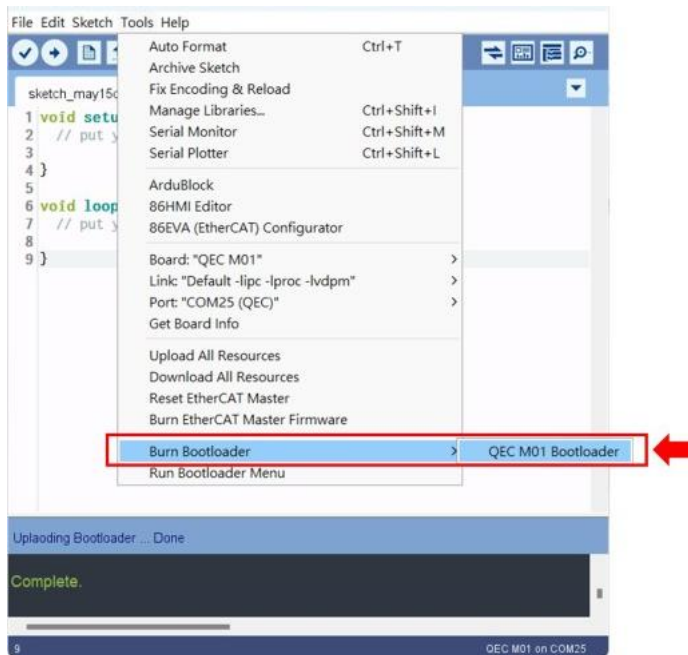 File Edit Sketch Tools Help
Auto Format Ctrl+T
Archive Sketch
Fix Encoding & Reload
Manage Libraries... Ctrl+Shift+I
Serial Monitor Ctrl+Shift+M
Serial Plotter Ctrl+Shift+L
ArduBlock
86HMI Editor
86EVA (EtherCAT) Configurator
Board: "QEC M01"
Link: "Default -lipc -lproc -lvdpm"
Port: "COM25 (QEC)"
Get Board Info
Upload All Resources
Download All Resources
Reset EtherCAT Master
Burn EtherCAT Master Firmware
Burn Bootloader
QEC M01 Bootloader
Run Bootloader Menu
sketch_may15c
1 void setu
2 // put y
3
4 }
5
6 void loop
7 // put y
8
9 }
Uplaoding Bootloader ... Done
Complete.
9 QEC M01 on COM25